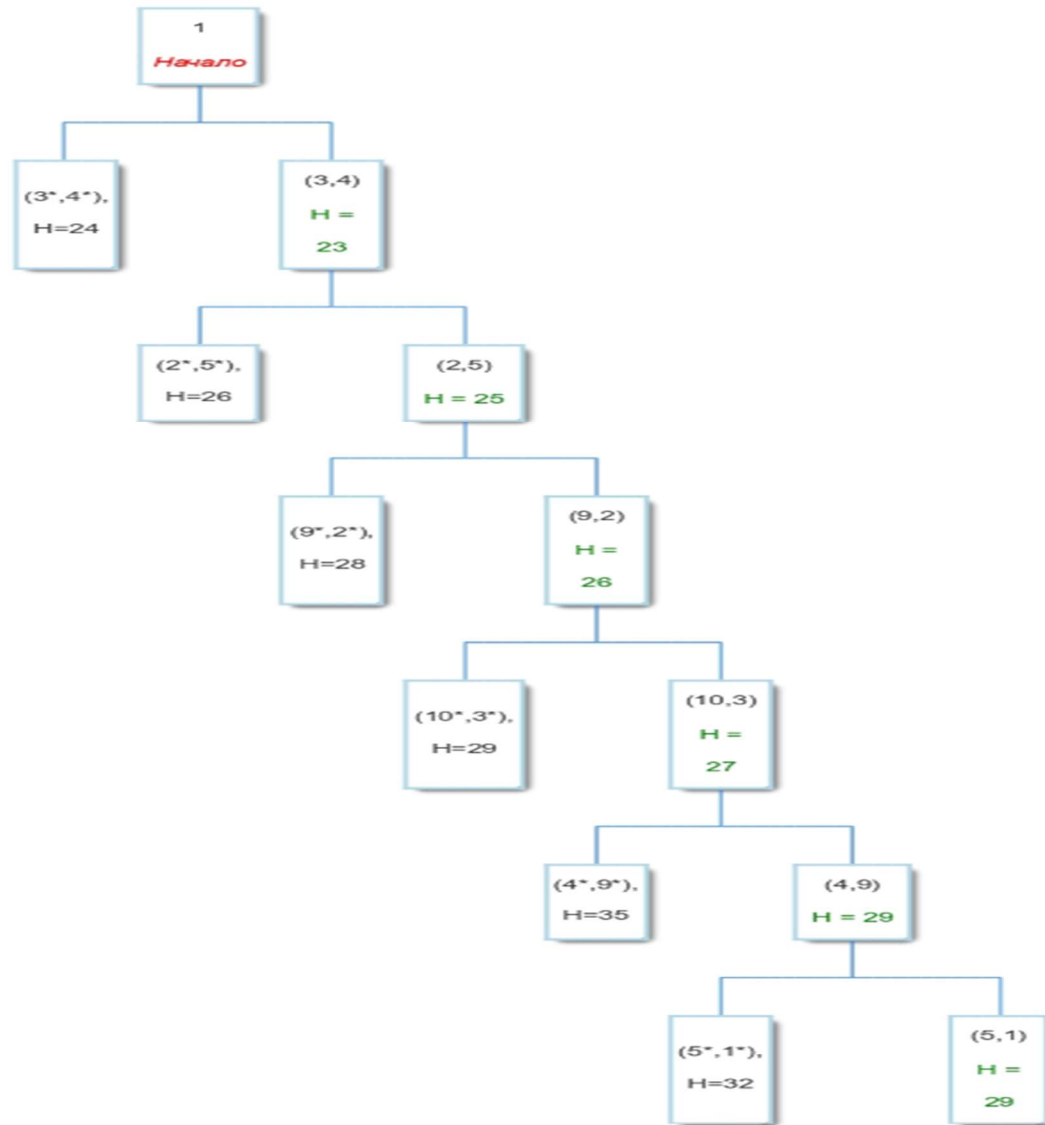 1
Начало
(3*,4*),
H=24
(3,4)
H =
23
(2*,5*),
H=26
(2,5)
H = 25
(9*,2*),
H=28
(9,2)
H =
26
(10*,3*),
H=29
(10,3)
H =
27
(4*,9*),
H=35
(4,9)
H = 29
(5*,1*),
H=32
(5,1)
H =
29